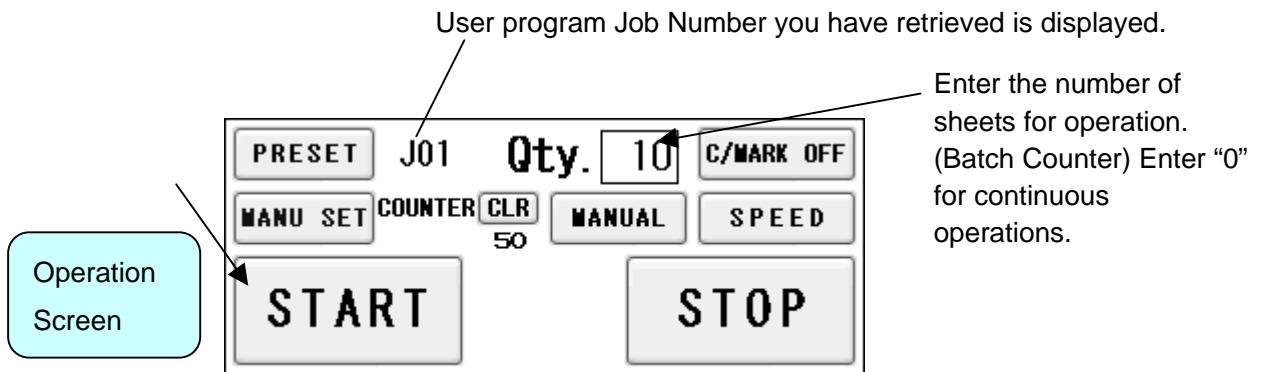 User program Job Number you have retrieved is displayed.
Enter the number of
sheets for operation.
(Batch Counter) Enter “0”
for continuous
operations.
PRESET J01 Qty. 10 C/MARK OFF
MANU SET COUNTER CLR MANUAL SPEED
50
START STOP
Operation
Screen